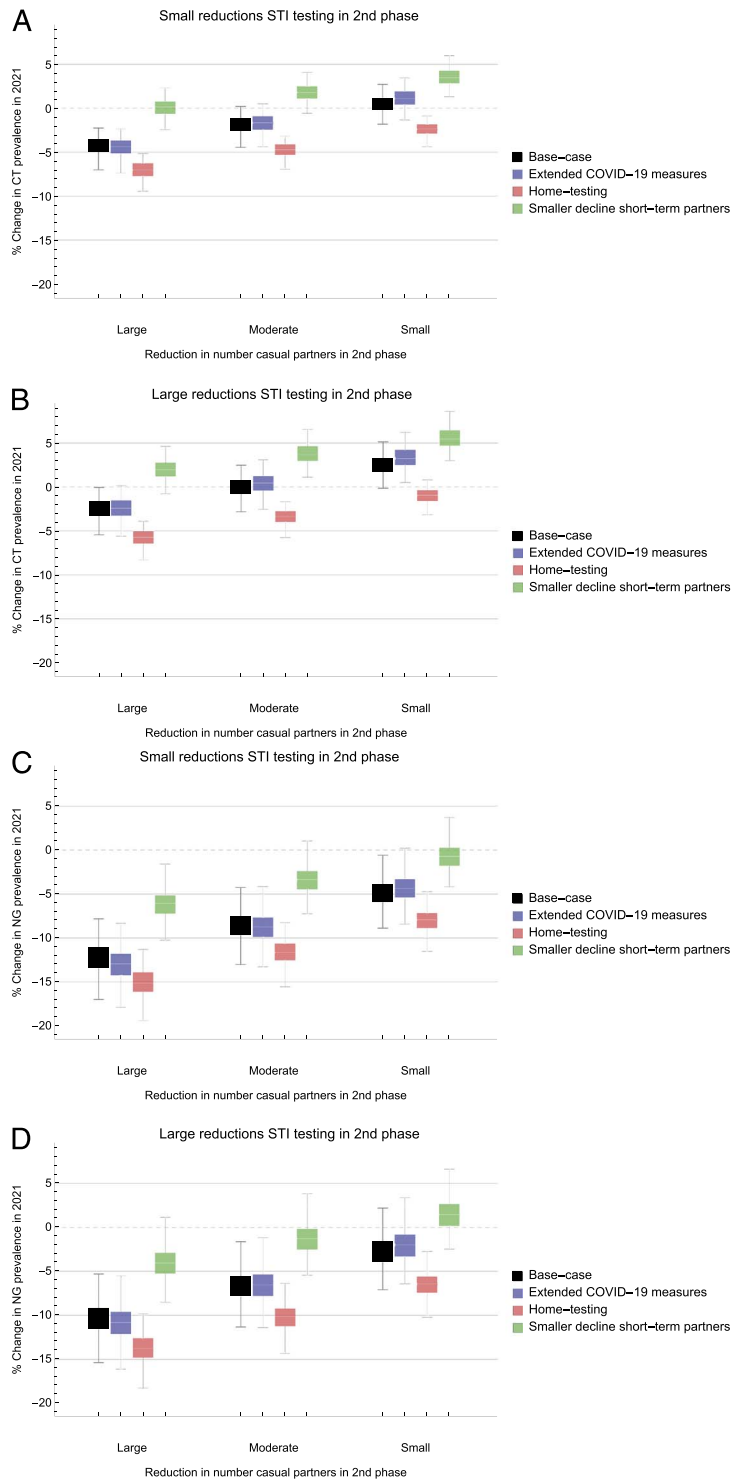 A
Small reductions STI testing in 2nd phase
% Change in CT prevalence in 2021
5
0
−5
−10
−15
−20
Large
Moderate
Small
Reduction in number casual partners in 2nd phase
Base−case
Extended COVID−19 measures
Home−testing
Smaller decline short−term partners
B
Large reductions STI testing in 2nd phase
% Change in CT prevalence in 2021
5
0
−5
−10
−15
−20
Large
Moderate
Small
Reduction in number casual partners in 2nd phase
Base−case
Extended COVID−19 measures
Home−testing
Smaller decline short−term partners
C
Small reductions STI testing in 2nd phase
% Change in NG prevalence in 2021
5
0
−5
−10
−15
−20
Large
Moderate
Small
Reduction in number casual partners in 2nd phase
Base−case
Extended COVID−19 measures
Home−testing
Smaller decline short−term partners
D
Large reductions STI testing in 2nd phase
% Change in NG prevalence in 2021
5
0
−5
−10
−15
−20
Large
Moderate
Small
Reduction in number casual partners in 2nd phase
Base−case
Extended COVID−19 measures
Home−testing
Smaller decline short−term partners